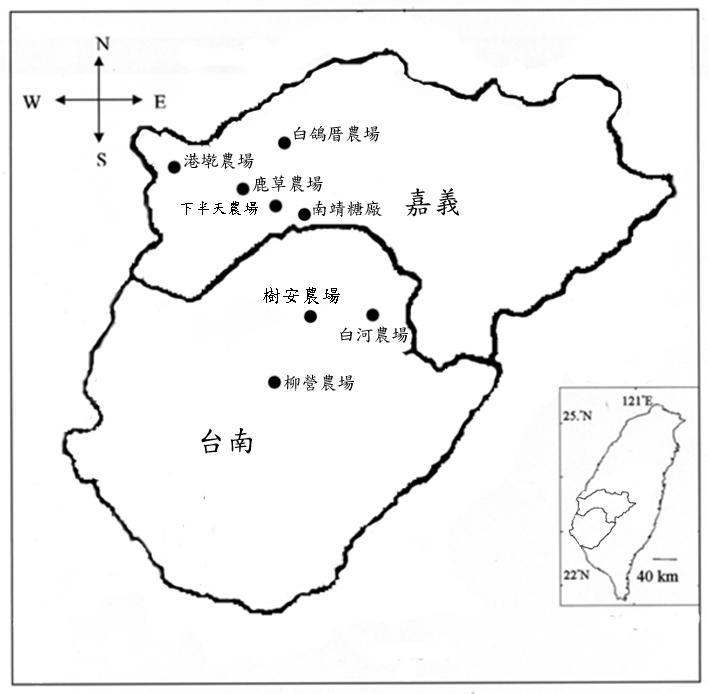 N
W
E
S
白鴿厝農場
港墘農場
鹿草農場
下半天農場
南靖糖廠
嘉義
樹安農場
白河農場
柳營農場
台南
121°E
25.°N
22°N
40 km